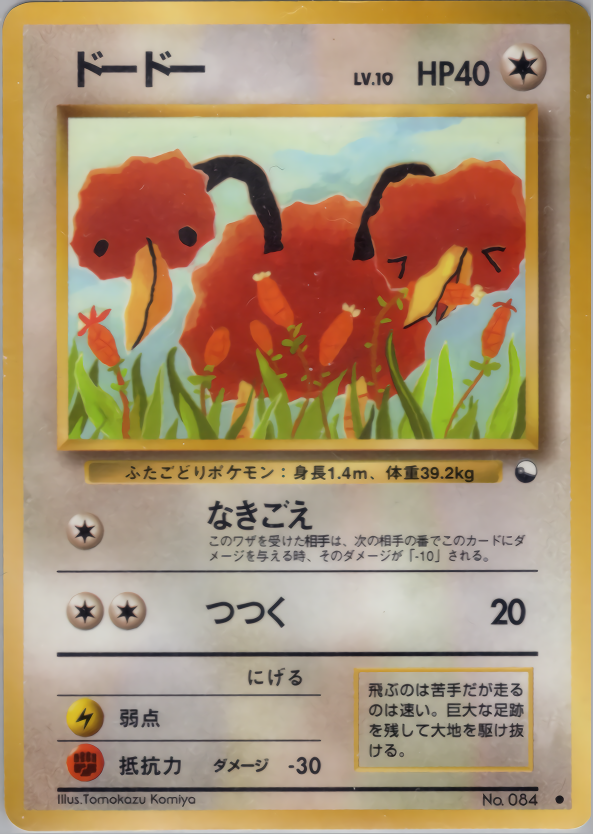 ドードー LV.10 HP40
ふたごどりポケモン：身長1.4m、体重39.2kg
なきごえ
このワザを受けた相手は、次の相手の番でこのカードにダ
メージを与える時、そのダメージが「-10」される。
つつく 20
にげる
弱点
抵抗力 ダメージ -30
飛ぶのは苦手だが走る
のは速い。巨大な足跡
を残して大地を駆け抜
ける。
Illus.Tomokazu Komiya No. 084